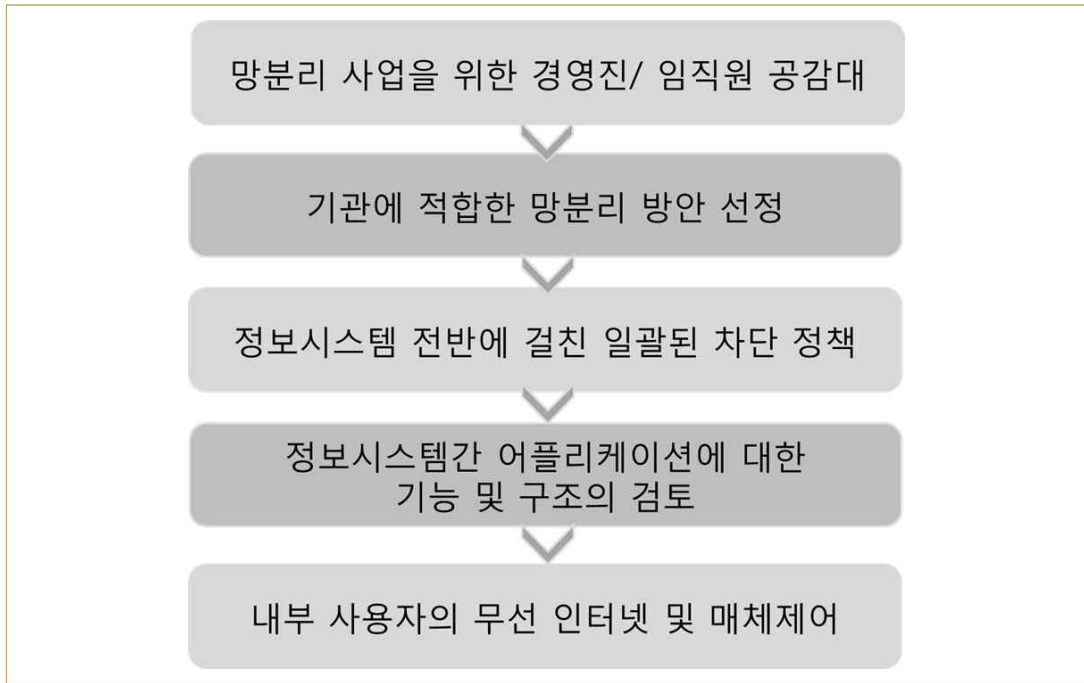 망분리 사업을 위한 경영진/ 임직원 공감대
기관에 적합한 망분리 방안 선정
정보시스템 전반에 걸친 일괄된 차단 정책
정보시스템간 어플리케이션에 대한
기능 및 구조의 검토
내부 사용자의 무선 인터넷 및 매체제어